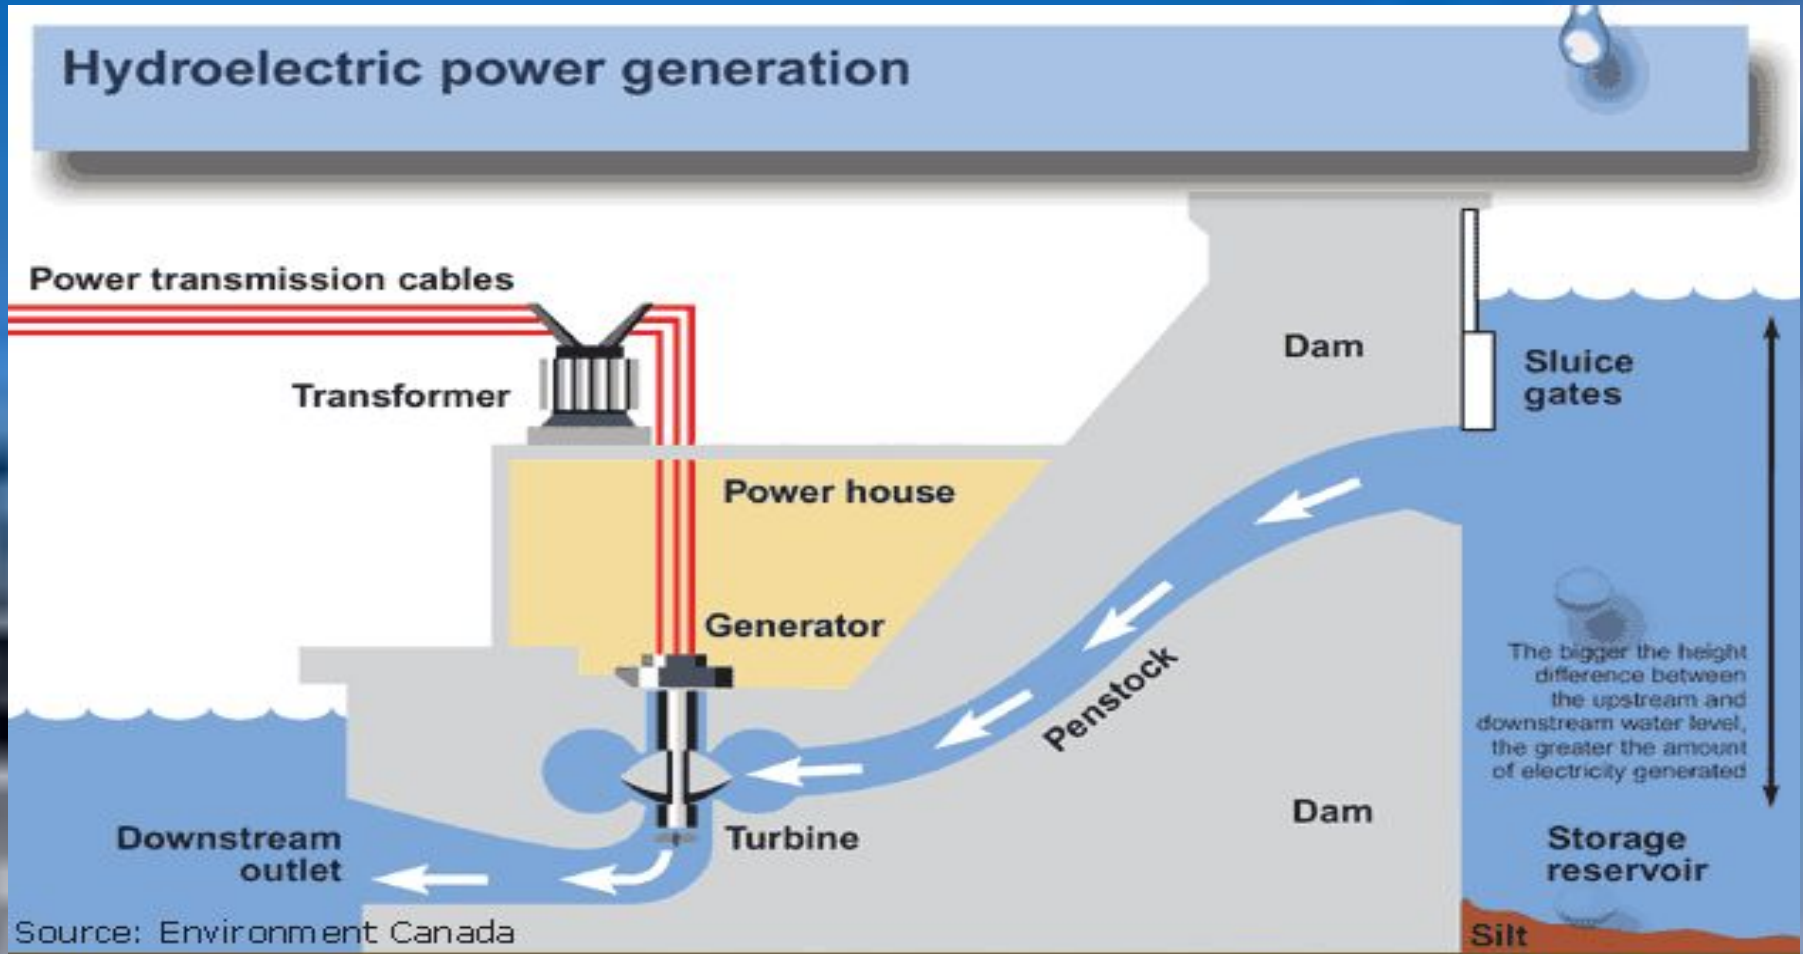 Hydroelectric power generation
Power transmission cables
Transformer
Dam
Sluice
gates
Power house
Generator
Penstock
The bigger the height
difference between
the upstream and
downstream water level,
the greater the amount
of electricity generated
Turbine
Dam
Downstream
outlet
Storage
reservoir
Silt
Source: Environment Canada